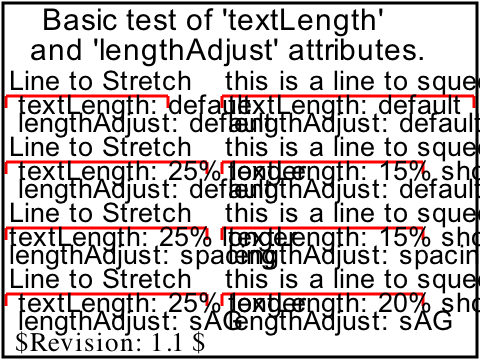 Basic test of 'textLength'
and 'lengthAdjust' attributes.
Line to Stretch this is a line to sque
textLength: default textLength: default
lengthAdjust: default lengthAdjust: default
Line to Stretch this is a line to sque
textLength: 25% longer textLength: 15% sho
lengthAdjust: default lengthAdjust: default
Line to Stretch this is a line to sque
textLength: 25% longer textLength: 15% sho
lengthAdjust: spacing lengthAdjust: spacin
Line to Stretch this is a line to sque
textLength: 25% longer textLength: 20% sho
lengthAdjust: sAG lengthAdjust: sAG
$Revision: 1.1 $